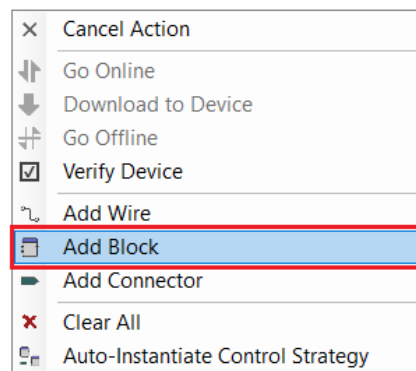 Cancel Action
Go Online
Download to Device
Go Offline
Verify Device
Add Wire
Add Block
Add Connector
Clear All
Auto-Instantiate Control Strategy